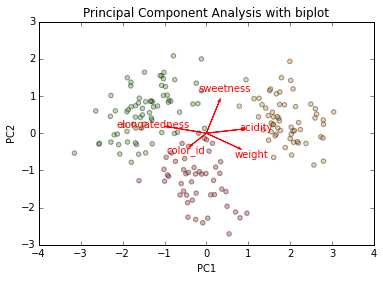 Principal Component Analysis with biplot
3
2
1
0
−1
−2
−3
PC2
sweetness
elongatedness
acidity
color_id
weight
−4
−3
−2
−1
0
1
2
3
4
PC1